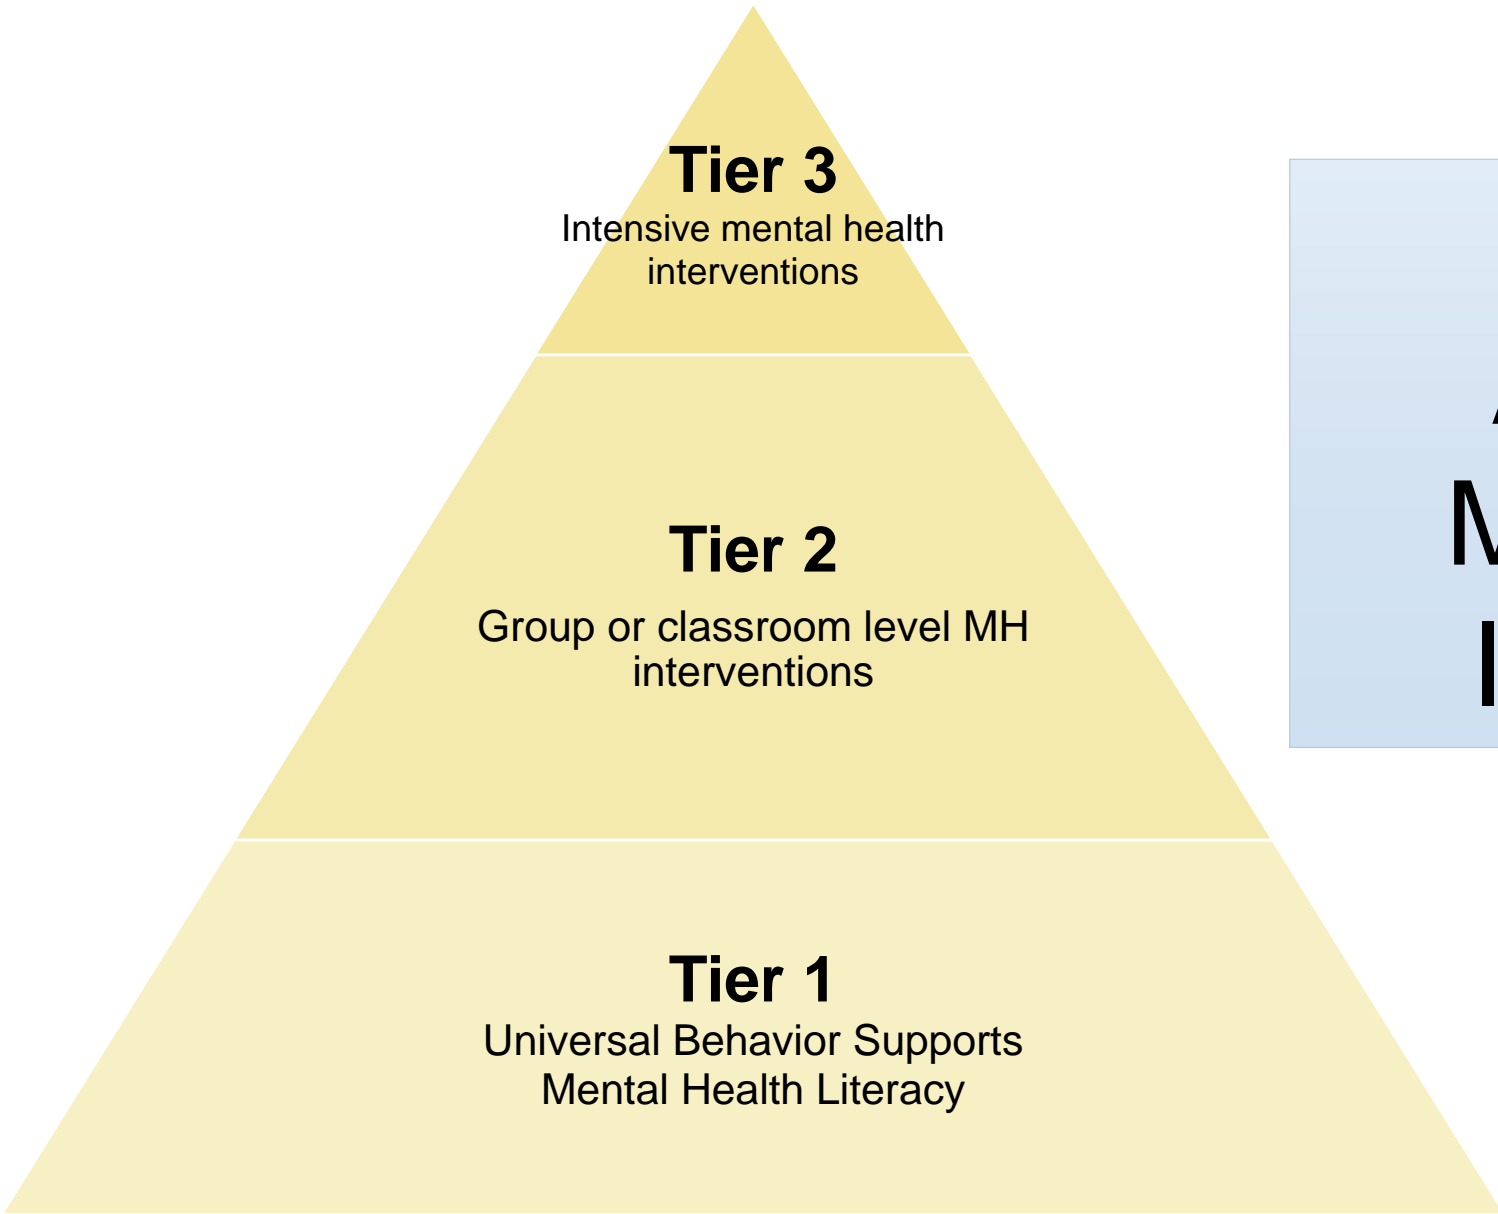 Tier 3
Intensive mental health
interventions
Tier 2
Group or classroom level MH
interventions
Tier 1
Universal Behavior Supports
Mental Health Literacy